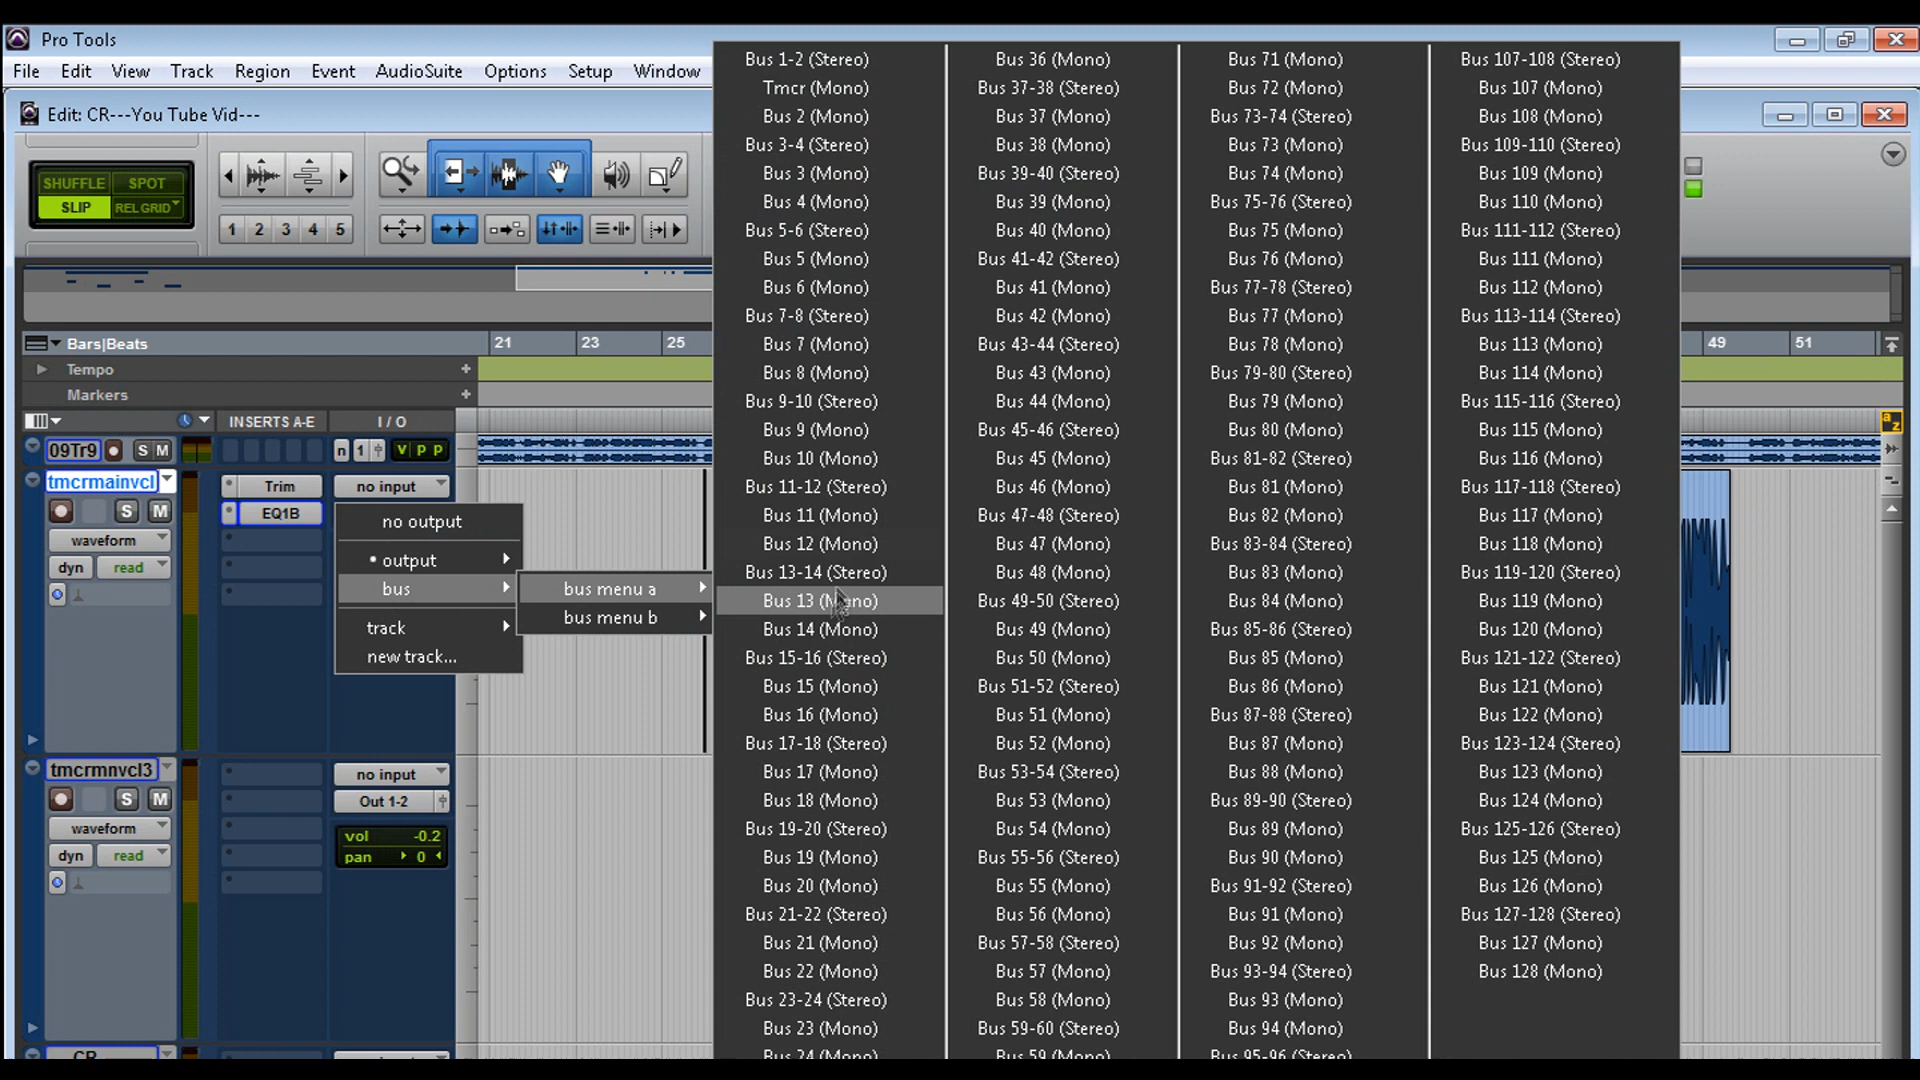 Pro Tools
File Edit View Track Region Event AudioSuite Options Setup Window
Edit: CR---You Tube Vid---
SHUFFLE SPOT
SLIP REL GRID
1 2 3 4 5
Bars|Beats
21 23 25 49 51
Tempo
Markers
INSERTS A-E I / O
09Tr9 S M n 1 V P P
a z
tmcrmainvcl Trim no input
S M EQ1B
waveform
dyn read
no output
output
bus
track
new track...
bus menu a
bus menu b
tmcrmnvcl3 no input
S M Out 1-2
waveform vol -0.2
dyn read pan 0
CR
Bus 1-2 (Stereo)
Tmcr (Mono)
Bus 2 (Mono)
Bus 3-4 (Stereo)
Bus 3 (Mono)
Bus 4 (Mono)
Bus 5-6 (Stereo)
Bus 5 (Mono)
Bus 6 (Mono)
Bus 7-8 (Stereo)
Bus 7 (Mono)
Bus 8 (Mono)
Bus 9-10 (Stereo)
Bus 9 (Mono)
Bus 10 (Mono)
Bus 11-12 (Stereo)
Bus 11 (Mono)
Bus 12 (Mono)
Bus 13-14 (Stereo)
Bus 13 (Mono)
Bus 14 (Mono)
Bus 15-16 (Stereo)
Bus 15 (Mono)
Bus 16 (Mono)
Bus 17-18 (Stereo)
Bus 17 (Mono)
Bus 18 (Mono)
Bus 19-20 (Stereo)
Bus 19 (Mono)
Bus 20 (Mono)
Bus 21-22 (Stereo)
Bus 21 (Mono)
Bus 22 (Mono)
Bus 23-24 (Stereo)
Bus 23 (Mono)
Bus 24 (Mono)
Bus 36 (Mono)
Bus 37-38 (Stereo)
Bus 37 (Mono)
Bus 38 (Mono)
Bus 39-40 (Stereo)
Bus 39 (Mono)
Bus 40 (Mono)
Bus 41-42 (Stereo)
Bus 41 (Mono)
Bus 42 (Mono)
Bus 43-44 (Stereo)
Bus 43 (Mono)
Bus 44 (Mono)
Bus 45-46 (Stereo)
Bus 45 (Mono)
Bus 46 (Mono)
Bus 47-48 (Stereo)
Bus 47 (Mono)
Bus 48 (Mono)
Bus 49-50 (Stereo)
Bus 49 (Mono)
Bus 50 (Mono)
Bus 51-52 (Stereo)
Bus 51 (Mono)
Bus 52 (Mono)
Bus 53-54 (Stereo)
Bus 53 (Mono)
Bus 54 (Mono)
Bus 55-56 (Stereo)
Bus 55 (Mono)
Bus 56 (Mono)
Bus 57-58 (Stereo)
Bus 57 (Mono)
Bus 58 (Mono)
Bus 59-60 (Stereo)
Bus 59 (Mono)
Bus 71 (Mono)
Bus 72 (Mono)
Bus 73-74 (Stereo)
Bus 73 (Mono)
Bus 74 (Mono)
Bus 75-76 (Stereo)
Bus 75 (Mono)
Bus 76 (Mono)
Bus 77-78 (Stereo)
Bus 77 (Mono)
Bus 78 (Mono)
Bus 79-80 (Stereo)
Bus 79 (Mono)
Bus 80 (Mono)
Bus 81-82 (Stereo)
Bus 81 (Mono)
Bus 82 (Mono)
Bus 83-84 (Stereo)
Bus 83 (Mono)
Bus 84 (Mono)
Bus 85-86 (Stereo)
Bus 85 (Mono)
Bus 86 (Mono)
Bus 87-88 (Stereo)
Bus 87 (Mono)
Bus 88 (Mono)
Bus 89-90 (Stereo)
Bus 89 (Mono)
Bus 90 (Mono)
Bus 91-92 (Stereo)
Bus 91 (Mono)
Bus 92 (Mono)
Bus 93-94 (Stereo)
Bus 93 (Mono)
Bus 94 (Mono)
Bus 95-96 (Stereo)
Bus 107-108 (Stereo)
Bus 107 (Mono)
Bus 108 (Mono)
Bus 109-110 (Stereo)
Bus 109 (Mono)
Bus 110 (Mono)
Bus 111-112 (Stereo)
Bus 111 (Mono)
Bus 112 (Mono)
Bus 113-114 (Stereo)
Bus 113 (Mono)
Bus 114 (Mono)
Bus 115-116 (Stereo)
Bus 115 (Mono)
Bus 116 (Mono)
Bus 117-118 (Stereo)
Bus 117 (Mono)
Bus 118 (Mono)
Bus 119-120 (Stereo)
Bus 119 (Mono)
Bus 120 (Mono)
Bus 121-122 (Stereo)
Bus 121 (Mono)
Bus 122 (Mono)
Bus 123-124 (Stereo)
Bus 123 (Mono)
Bus 124 (Mono)
Bus 125-126 (Stereo)
Bus 125 (Mono)
Bus 126 (Mono)
Bus 127-128 (Stereo)
Bus 127 (Mono)
Bus 128 (Mono)